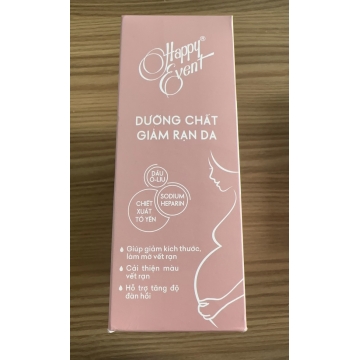 Happy®
Event
DƯỠNG CHẤT
GIẢM RẠN DA
DẦU
Ô-LIU
SODIUM
HEPARIN
CHIẾT
XUẤT
TỔ YẾN
Giúp giảm kích thước,
làm mờ vết rạn
Cải thiện màu
vết rạn
Hỗ trợ tăng độ
đàn hồi